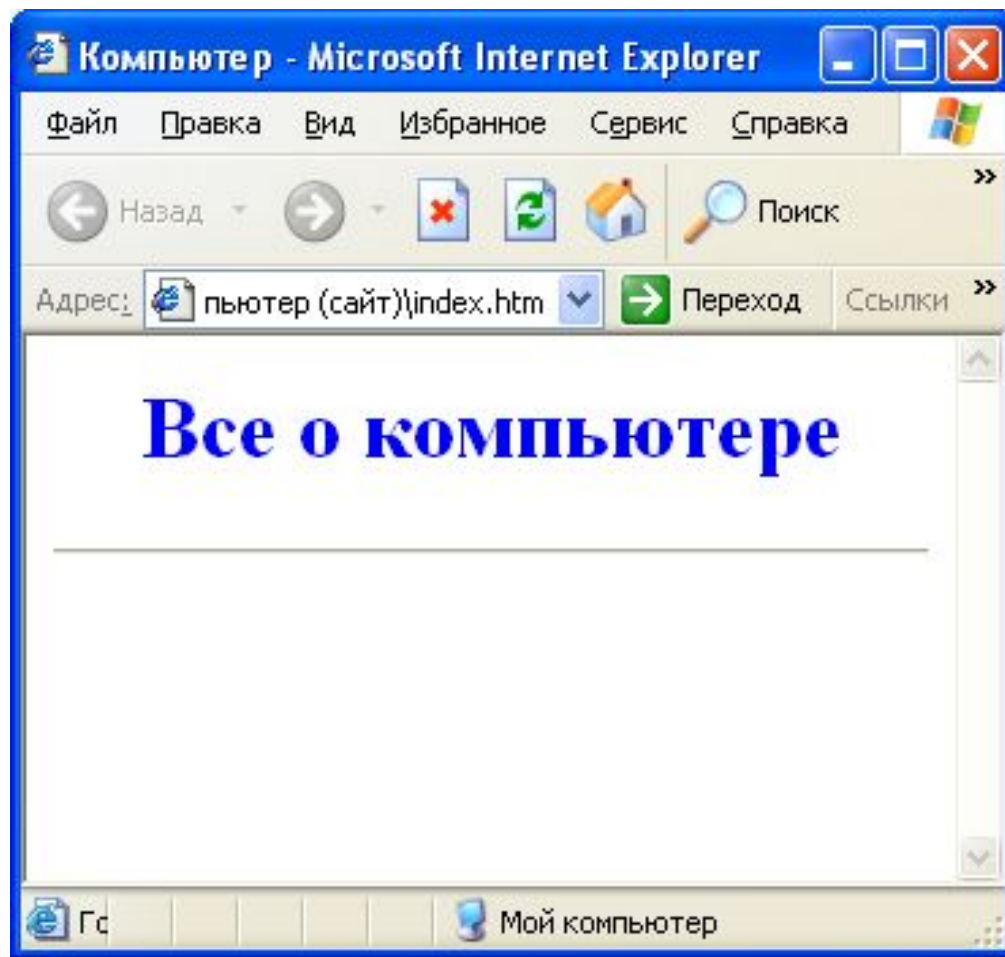 Компьютер - Microsoft Internet Explorer
Файл Правка Вид Избранное Сервис Справка
Назад Поиск »
Адрес: пьютер (сайт)\index.htm Переход Ссылки »
Все о компьютере
Гс Мой компьютер